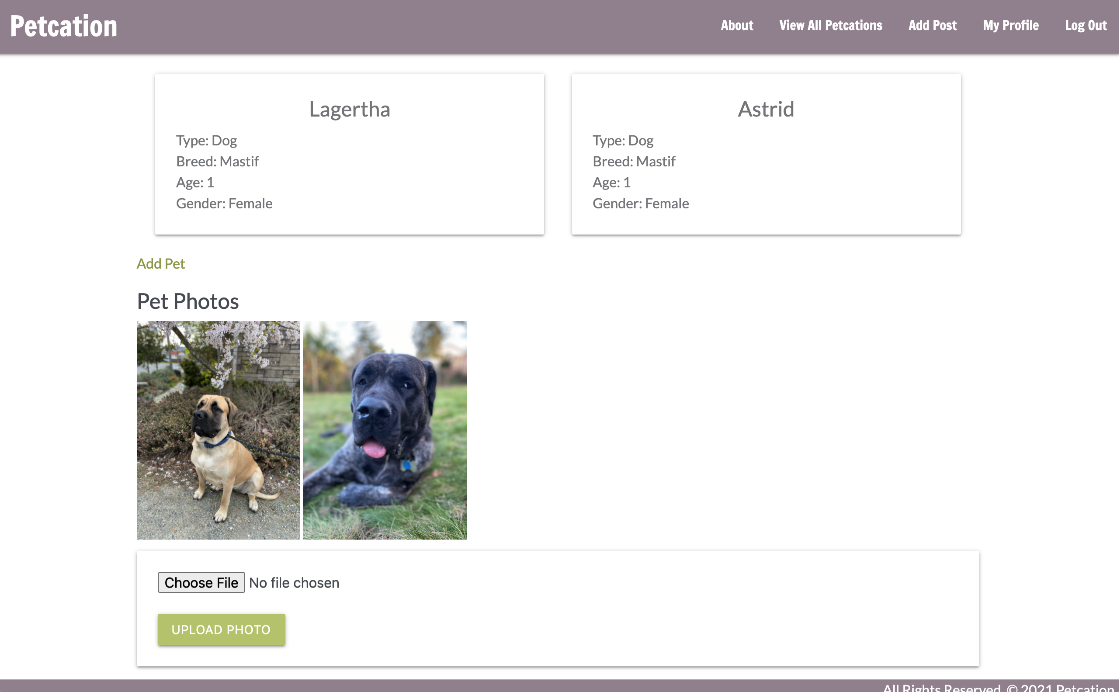 Petcation
About View All Petcations Add Post My Profile Log Out
Lagertha
Type: Dog
Breed: Mastif
Age: 1
Gender: Female
Astrid
Type: Dog
Breed: Mastif
Age: 1
Gender: Female
Add Pet
Pet Photos
Choose File No file chosen
UPLOAD PHOTO
All Rights Reserved, © 2021 Petcation